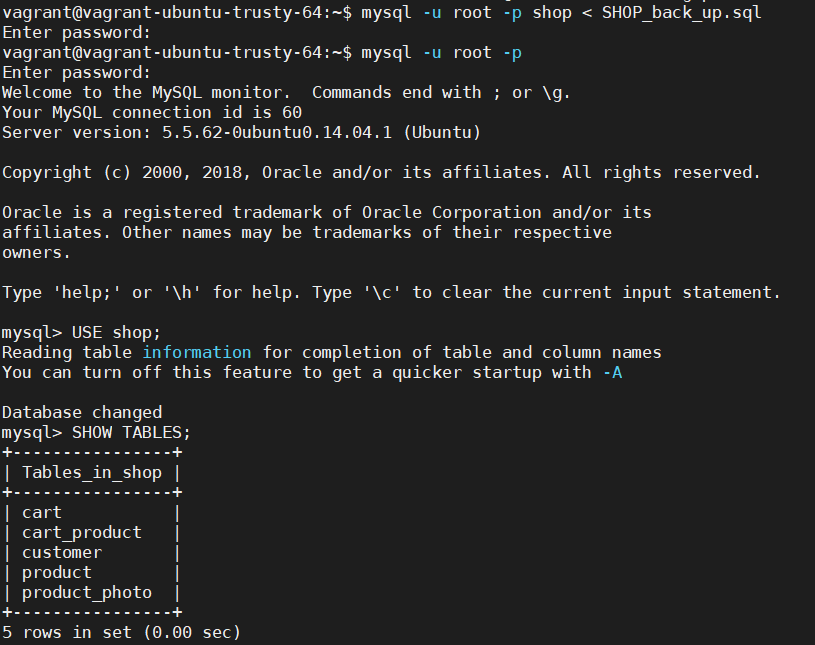 vagrant@vagrant-ubuntu-trusty-64:~$ mysql -u root -p shop < SHOP_back_up.sql
Enter password:
vagrant@vagrant-ubuntu-trusty-64:~$ mysql -u root -p
Enter password:
Welcome to the MySQL monitor.  Commands end with ; or \g.
Your MySQL connection id is 60
Server version: 5.5.62-0ubuntu0.14.04.1 (Ubuntu)

Copyright (c) 2000, 2018, Oracle and/or its affiliates. All rights reserved.

Oracle is a registered trademark of Oracle Corporation and/or its
affiliates. Other names may be trademarks of their respective
owners.

Type 'help;' or '\h' for help. Type '\c' to clear the current input statement.

mysql> USE shop;
Reading table information for completion of table and column names
You can turn off this feature to get a quicker startup with -A

Database changed
mysql> SHOW TABLES;
+----------------+
| Tables_in_shop |
+----------------+
| cart           |
| cart_product   |
| customer       |
| product        |
| product_photo  |
+----------------+
5 rows in set (0.00 sec)